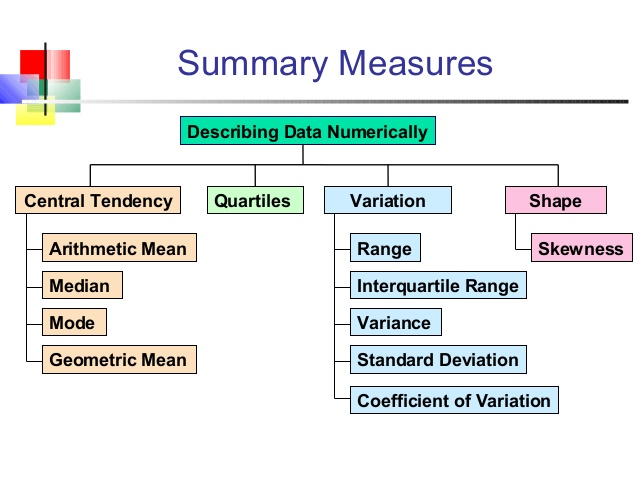 Summary Measures
Describing Data Numerically
Central Tendency
Quartiles
Variation
Shape
Arithmetic Mean
Range
Skewness
Median
Interquartile Range
Mode
Variance
Geometric Mean
Standard Deviation
Coefficient of Variation